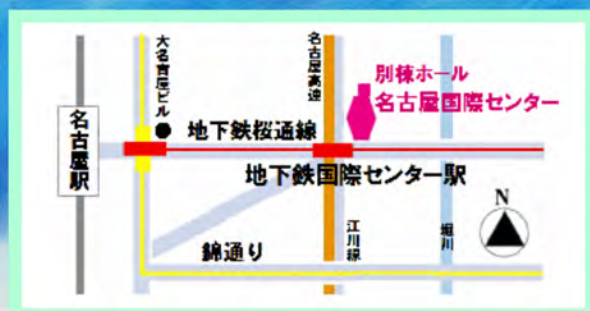 大名古屋ビル
名古屋高速
別棟ホール
名古屋国際センター
名古屋駅
地下鉄桜通線
地下鉄国際センター駅
N
錦通り
江川線
堀川